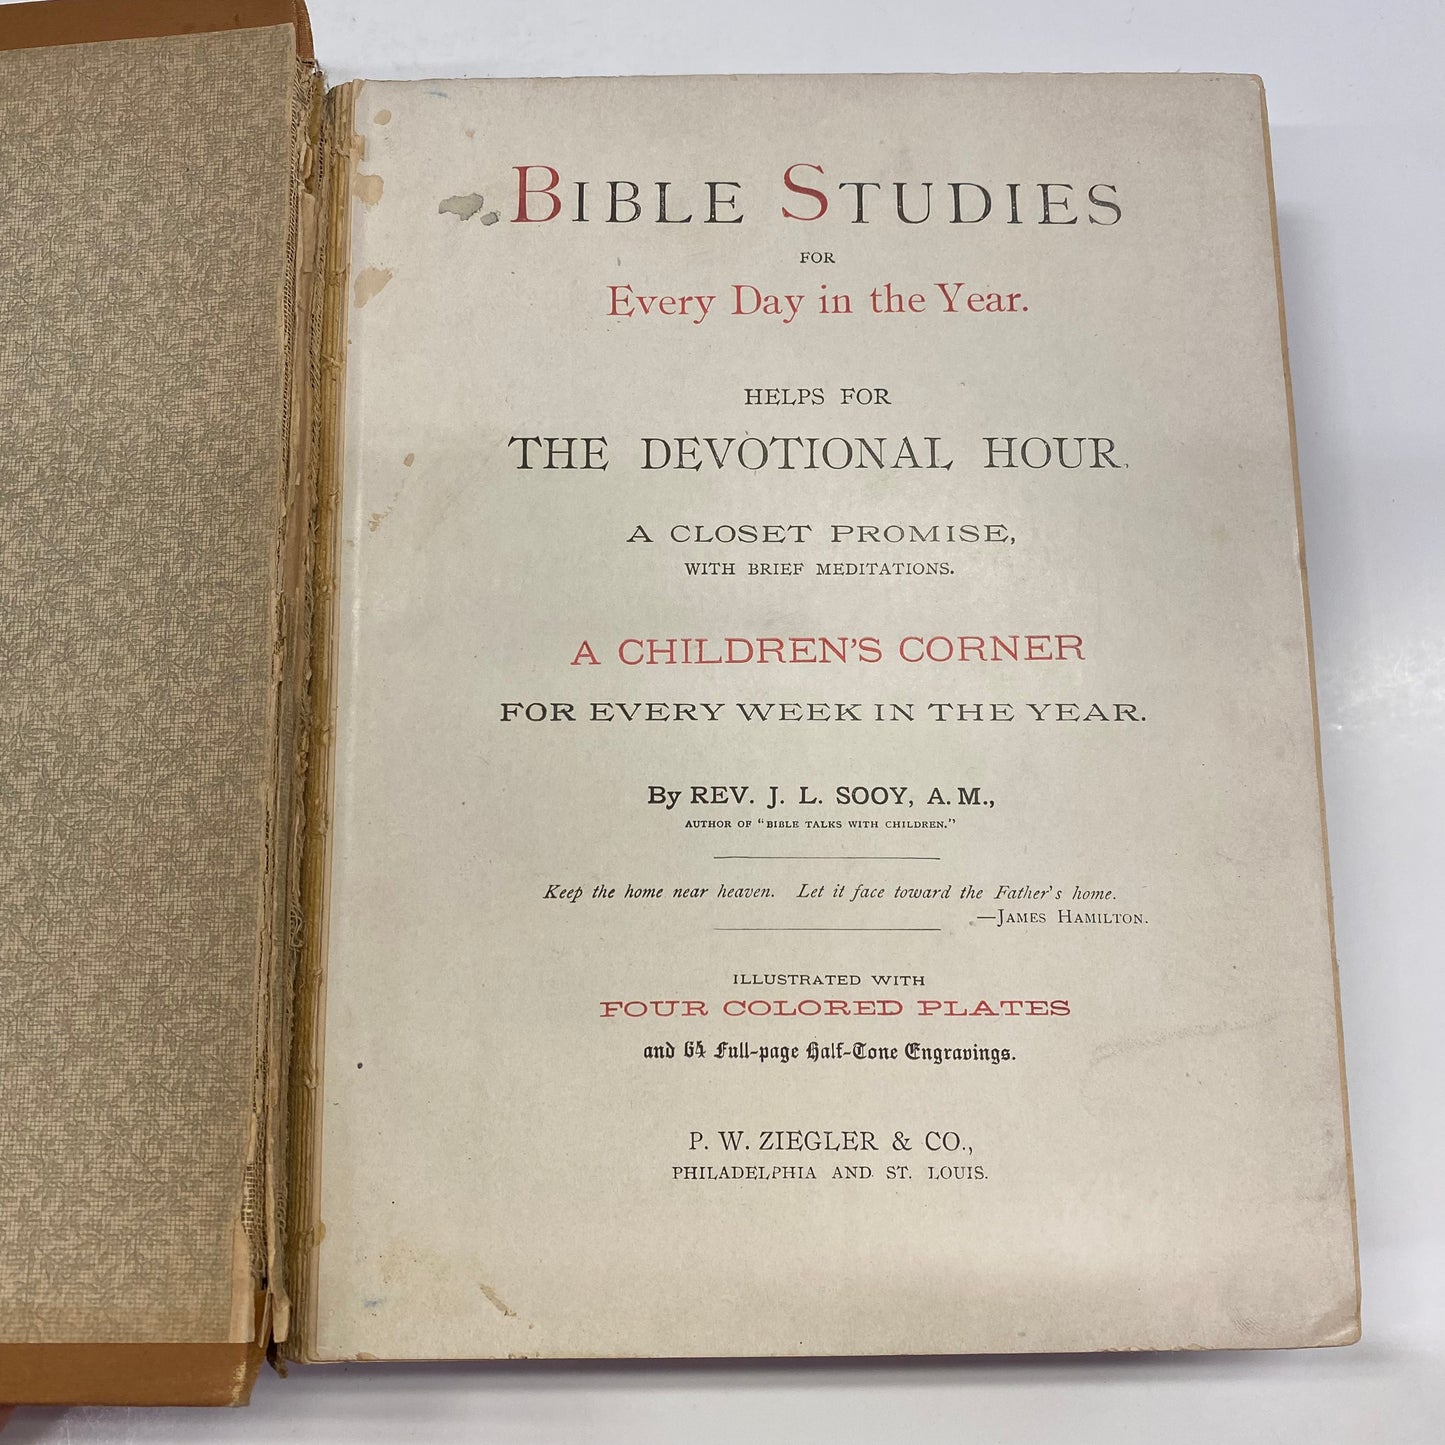 BIBLE STUDIES
FOR
Every Day in the Year.
HELPS FOR
THE DEVOTIONAL HOUR.
A CLOSET PROMISE,
WITH BRIEF MEDITATIONS.
A CHILDREN'S CORNER
FOR EVERY WEEK IN THE YEAR.
By REV. J. L. SOOY, A. M.,
AUTHOR OF "BIBLE TALKS WITH CHILDREN."
Keep the home near heaven. Let it face toward the Father's home.
—JAMES HAMILTON.
ILLUSTRATED WITH
FOUR COLORED PLATES
and 64 Full-page Half-Tone Engravings.
P. W. ZIEGLER & CO.,
PHILADELPHIA AND ST. LOUIS.